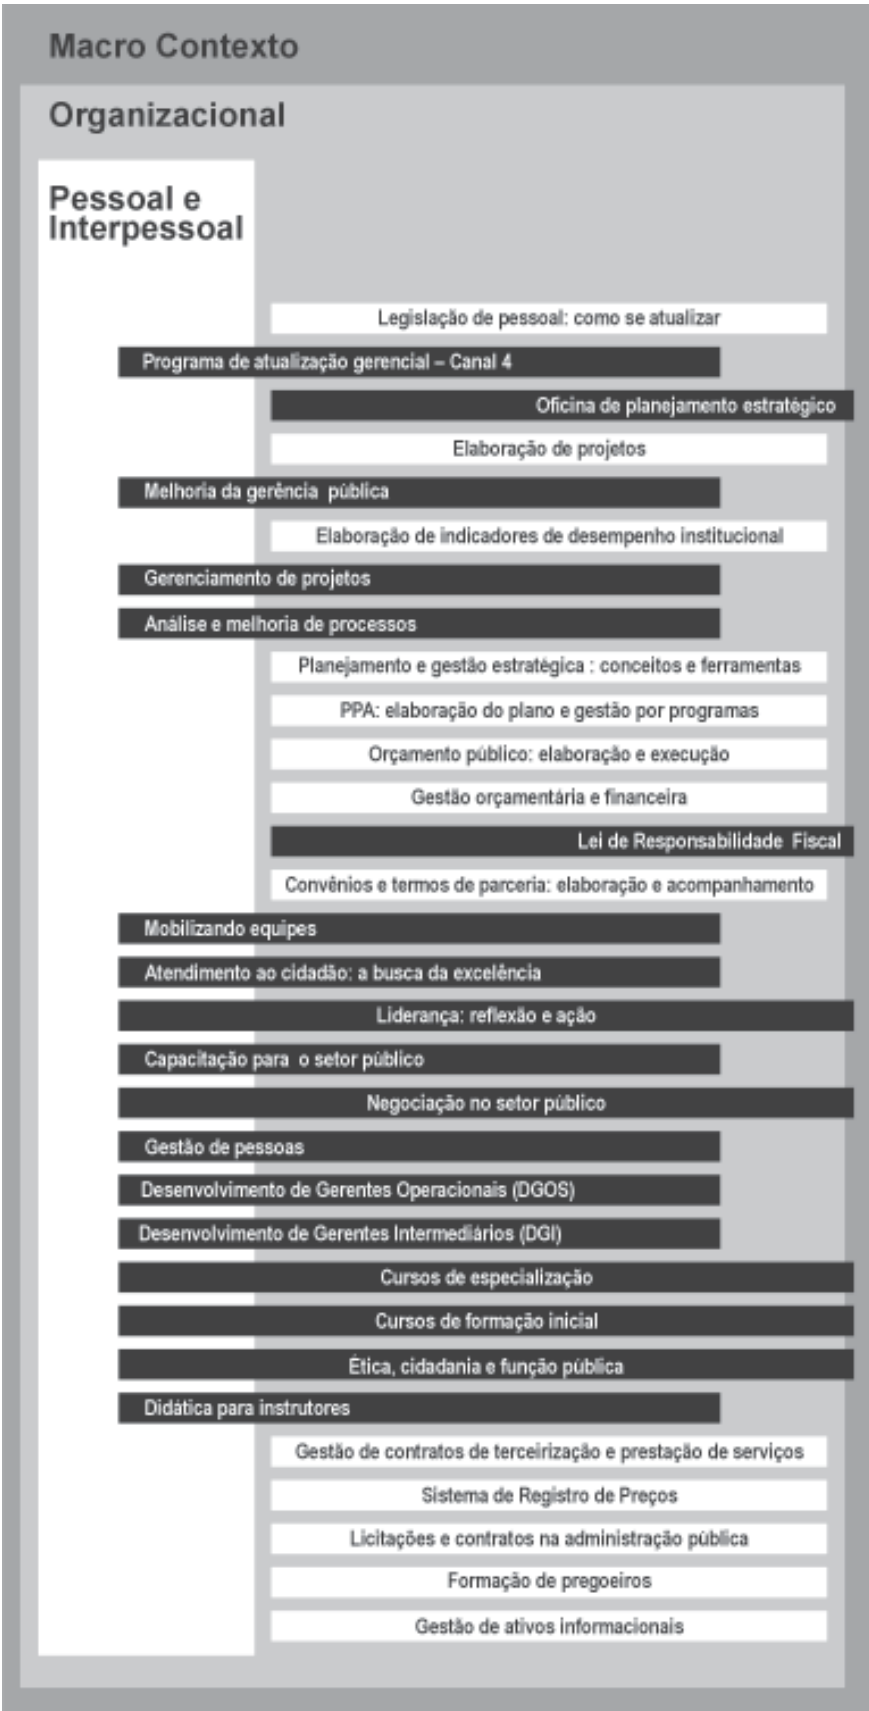 Macro Contexto
Organizacional
Pessoal e
Interpessoal
Legislação de pessoal: como se atualizar
Programa de atualização gerencial – Canal 4
Oficina de planejamento estratégico
Elaboração de projetos
Melhoria da gerência pública
Elaboração de indicadores de desempenho institucional
Gerenciamento de projetos
Análise e melhoria de processos
Planejamento e gestão estratégica : conceitos e ferramentas
PPA: elaboração do plano e gestão por programas
Orçamento público: elaboração e execução
Gestão orçamentária e financeira
Lei de Responsabilidade Fiscal
Convênios e termos de parceria: elaboração e acompanhamento
Mobilizando equipes
Atendimento ao cidadão: a busca da excelência
Liderança: reflexão e ação
Capacitação para o setor público
Negociação no setor público
Gestão de pessoas
Desenvolvimento de Gerentes Operacionais (DGOS)
Desenvolvimento de Gerentes Intermediários (DGI)
Cursos de especialização
Cursos de formação inicial
Ética, cidadania e função pública
Didática para instrutores
Gestão de contratos de terceirização e prestação de serviços
Sistema de Registro de Preços
Licitações e contratos na administração pública
Formação de pregoeiros
Gestão de ativos informacionais